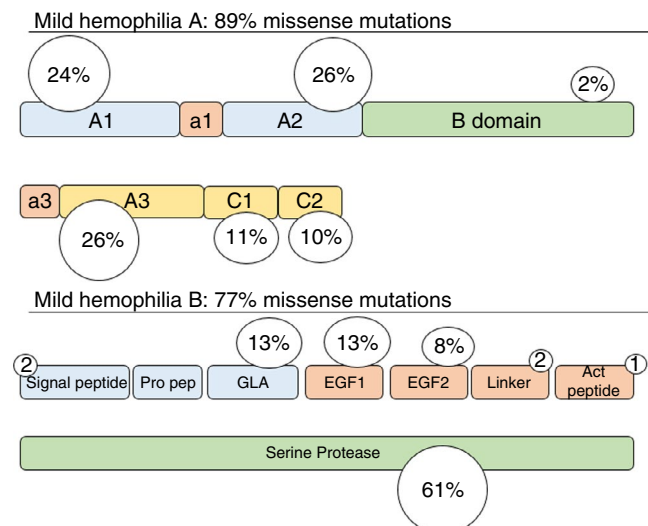 Mild hemophilia A: 89% missense mutations
24%
26%
2%
A1
a1
A2
B domain
a3
A3
C1
C2
26%
11%
10%
Mild hemophilia B: 77% missense mutations
13%
13%
8%
2
2
1
Signal peptide
Pro pep
GLA
EGF1
EGF2
Linker
Act
peptide
Serine Protease
61%